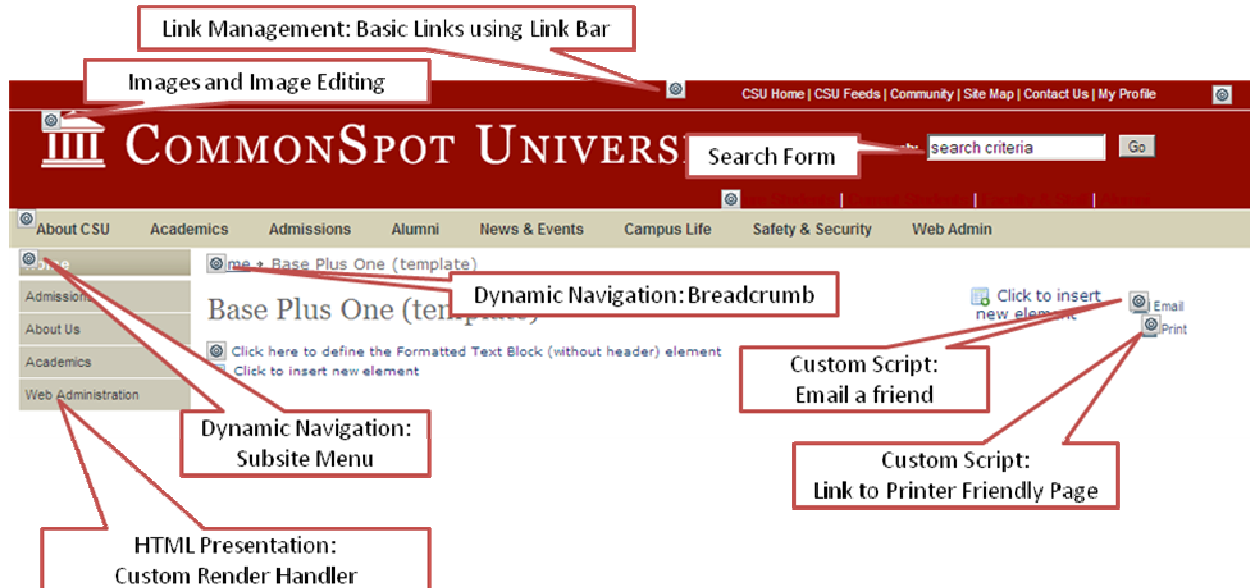 Link Management: Basic Links using Link Bar
Images and Image Editing
CSU Home | CSU Feeds | Community | Site Map | Contact Us | My Profile
COMMONSPOT UNIVERS
Search Form
search criteria
Go
About CSU Academics Admissions Alumni News & Events Campus Life Safety & Security Web Admin
me Base Plus One (template)
Dynamic Navigation: Breadcrumb
Click to insert
new element
Email
Print
Admissions
About Us
Academics
Web Administration
Base Plus One (template)
Click here to define the Formatted Text Block (without header) element
Click to insert new element
Custom Script:
Email a friend
Dynamic Navigation:
Subsite Menu
Custom Script:
Link to Printer Friendly Page
HTML Presentation:
Custom Render Handler